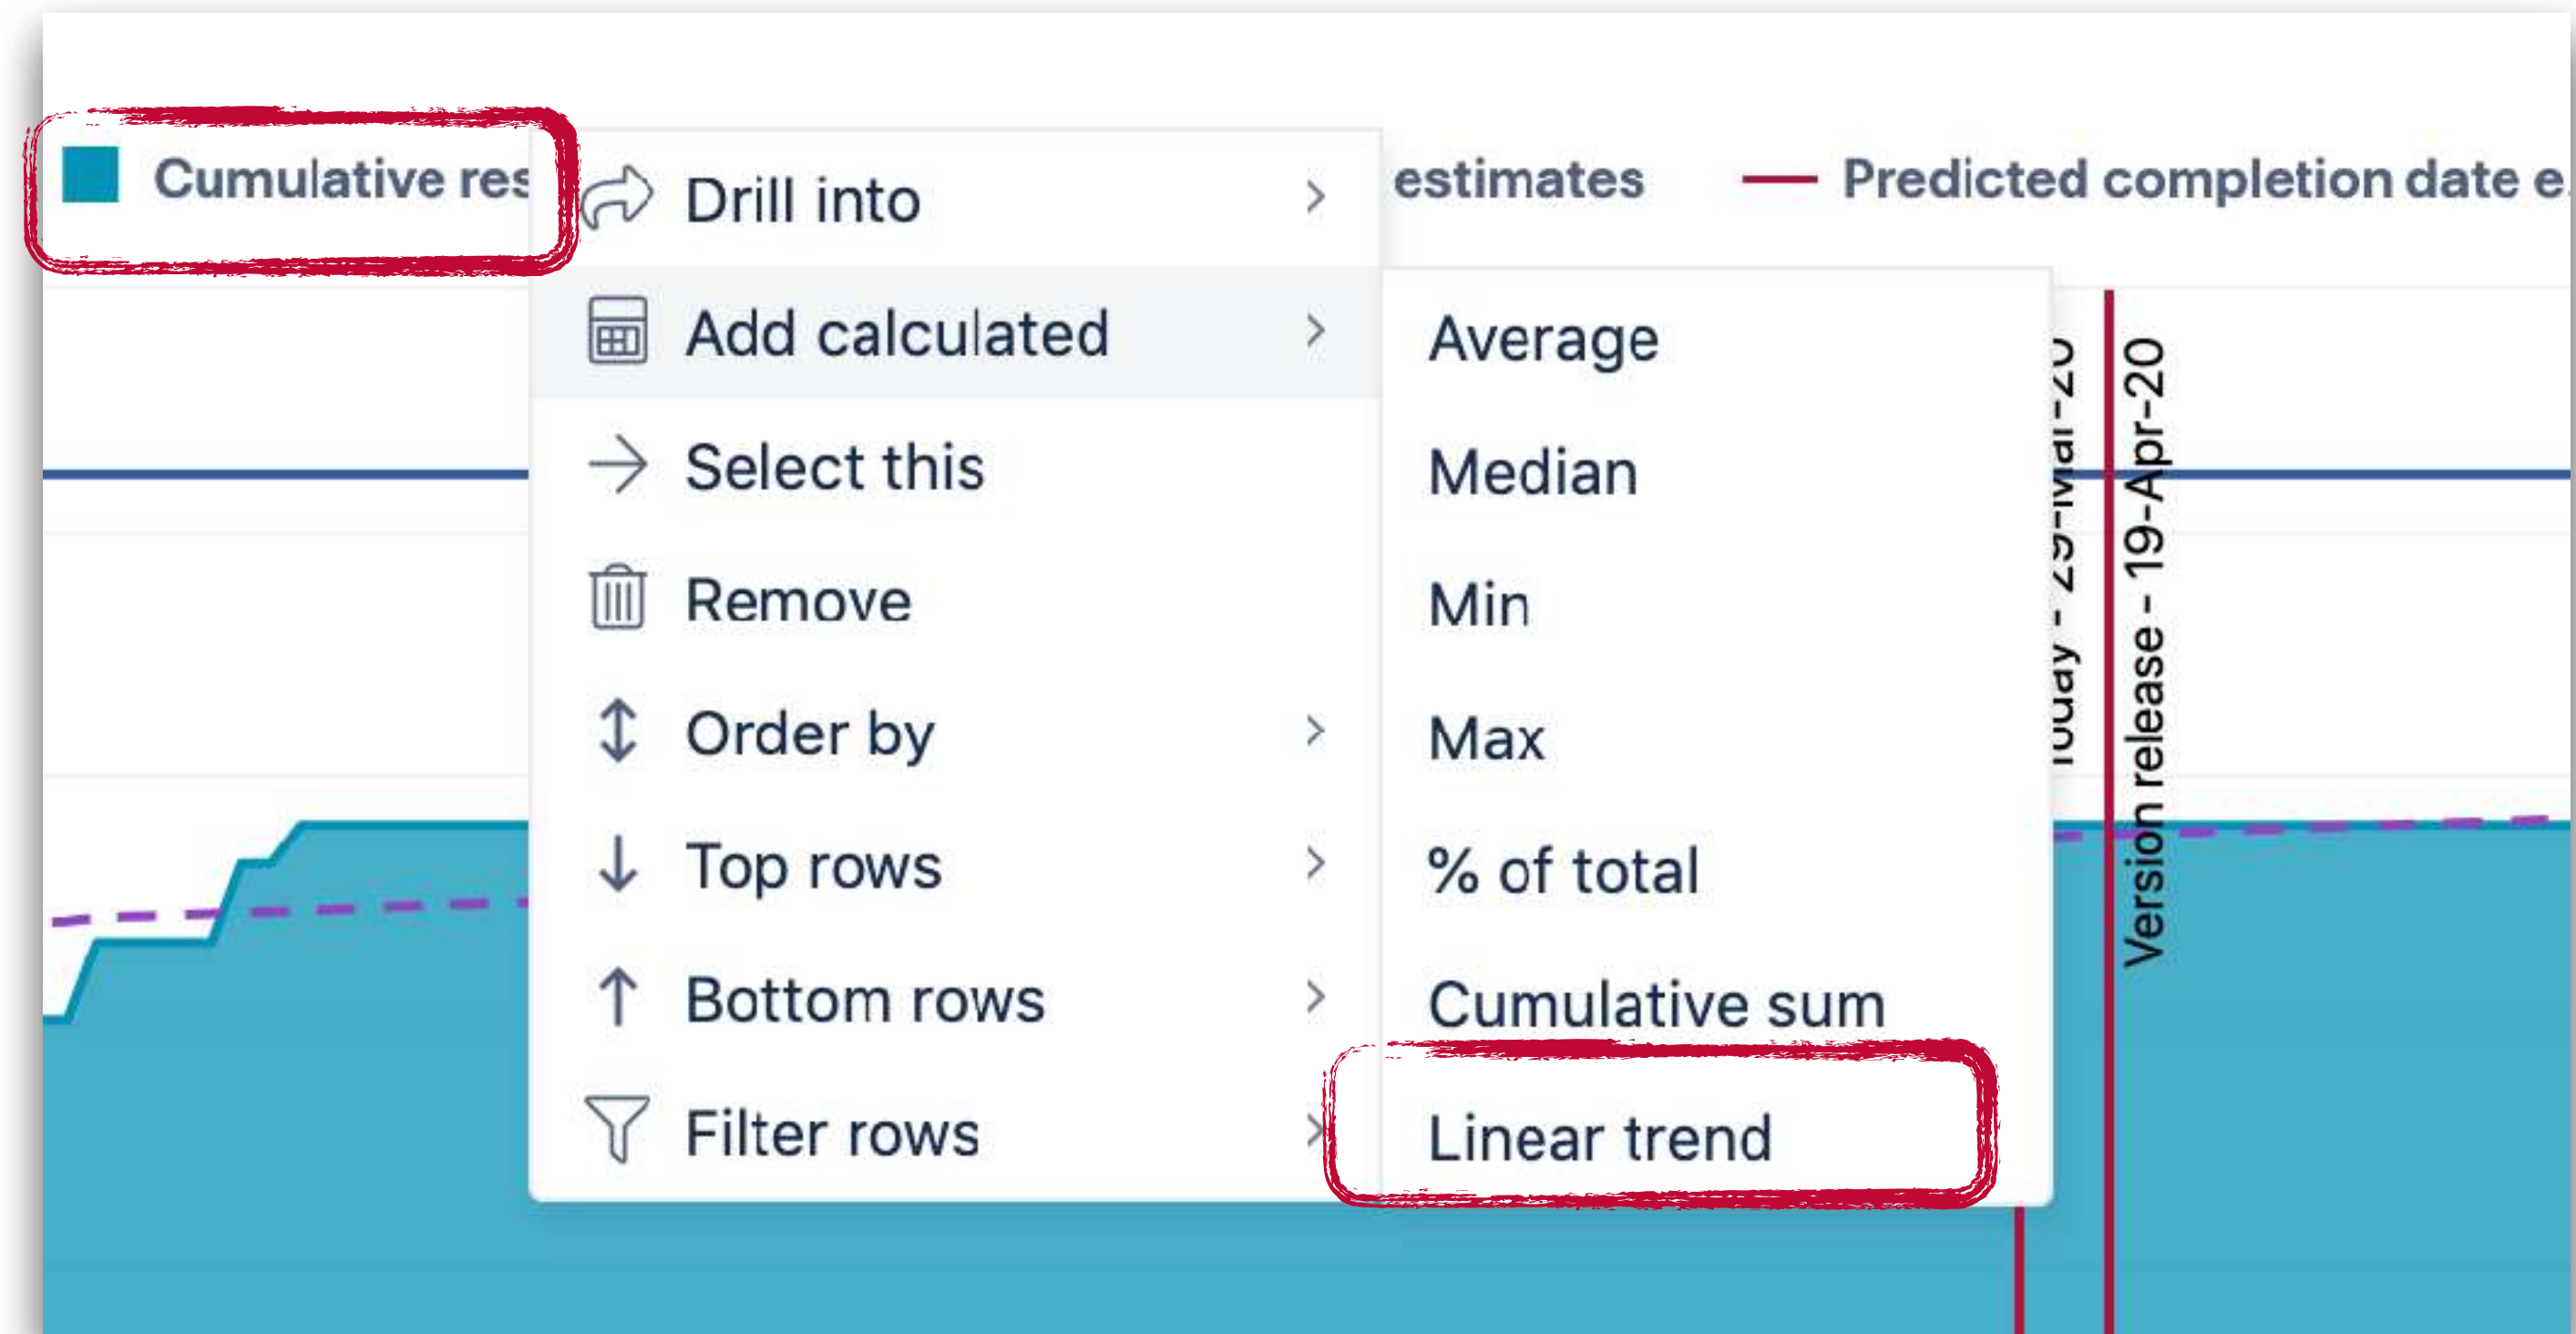 Cumulative res
estimates
Predicted completion date e
Drill into
Add calculated
Select this
Remove
Order by
Top rows
Bottom rows
Filter rows
Average
Median
Min
Max
% of total
Cumulative sum
Linear trend
Version release - 19-Apr-20